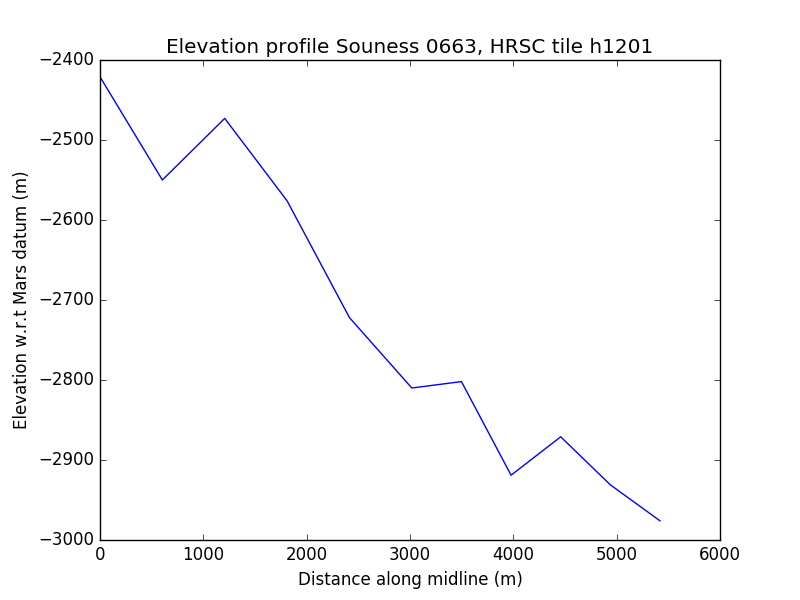 Elevation profile Souness 0663, HRSC tile h1201
−2400
−2500
−2600
−2700
−2800
−2900
−3000
Elevation w.r.t Mars datum (m)
0 1000 2000 3000 4000 5000 6000
Distance along midline (m)